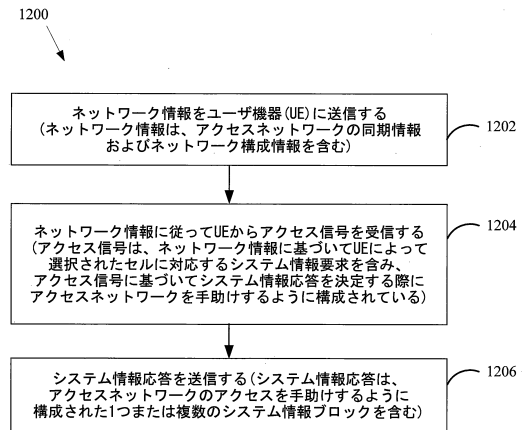 1200
ネットワーク情報をユーザ機器(UE)に送信する
(ネットワーク情報は、アクセスネットワークの同期情報
およびネットワーク構成情報を含む)
1202
ネットワーク情報に従ってUEからアクセス信号を受信する
(アクセス信号は、ネットワーク情報に基づいてUEによって
選択されたセルに対応するシステム情報要求を含み、
アクセス信号に基づいてシステム情報応答を決定する際に
アクセスネットワークを手助けするように構成されている)
1204
システム情報応答を送信する(システム情報応答は、
アクセスネットワークのアクセスを手助けするように
構成された1つまたは複数のシステム情報ブロックを含む)
1206